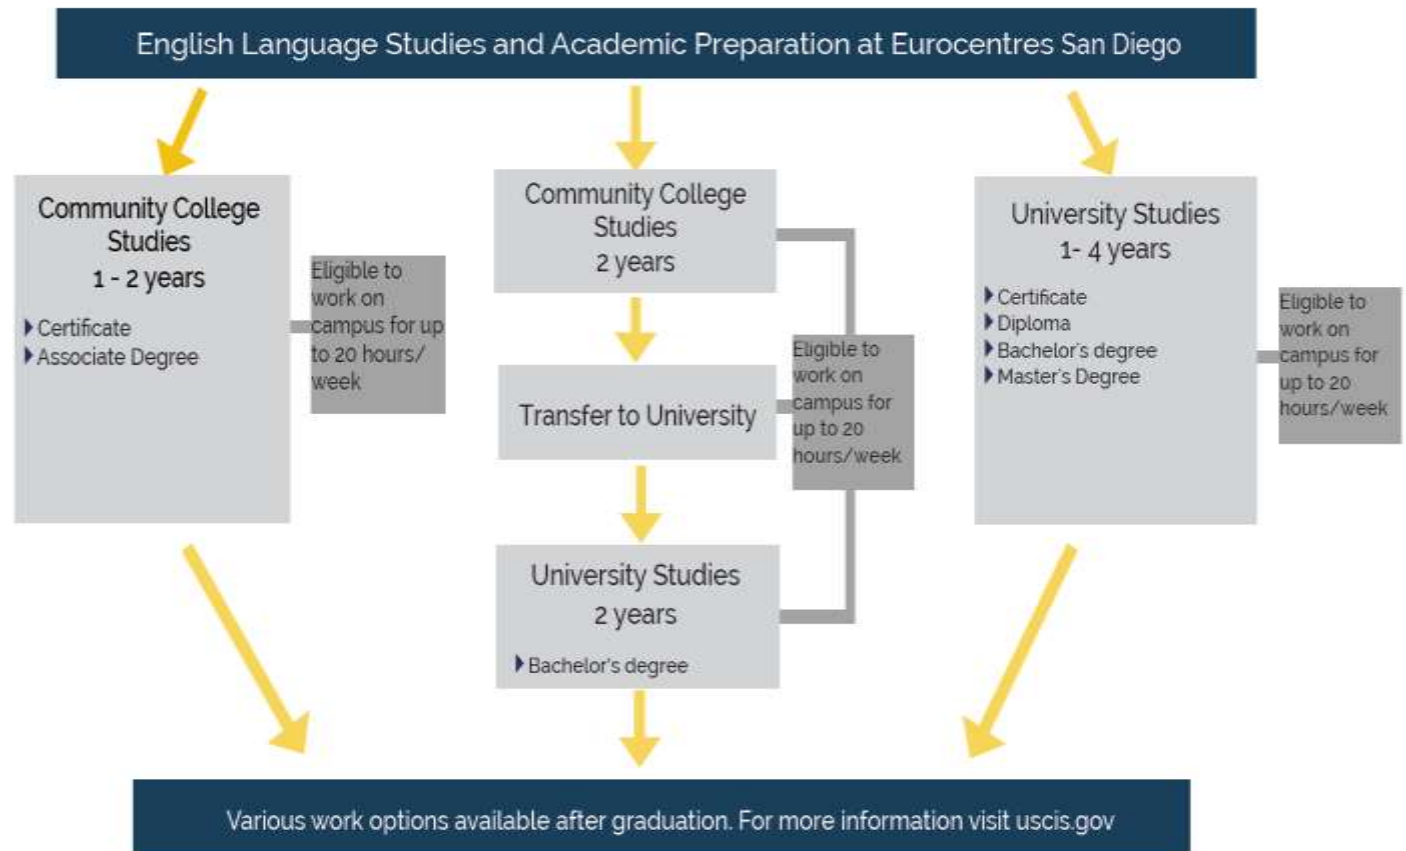 English Language Studies and Academic Preparation at Eurocentres San Diego
Community College
Studies
1 - 2 years
Certificate
Associate Degree
Eligible to
work on
campus for up
to 20 hours/
week
Community College
Studies
2 years
Transfer to University
University Studies
2 years
Bachelor's degree
Eligible to
work on
campus for
up to 20
hours/week
University Studies
1- 4 years
Certificate
Diploma
Bachelor's degree
Master's Degree
Eligible to
work on
campus for
up to 20
hours/week
Various work options available after graduation. For more information visit uscis.gov